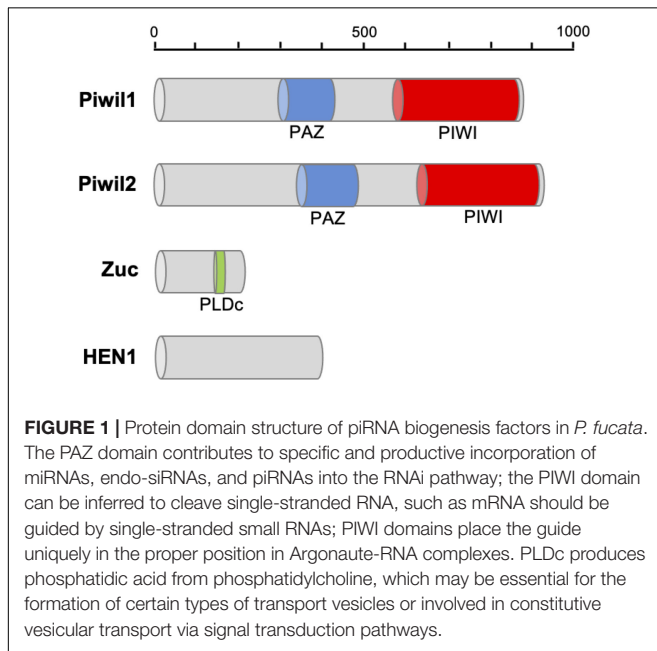 0 500 1000
Piwil1
PAZ PIWI
Piwil2
PAZ PIWI
Zuc
PLDc
HEN1
FIGURE 1 | Protein domain structure of piRNA biogenesis factors in P. fucata.
The PAZ domain contributes to specific and productive incorporation of
miRNAs, endo-siRNAs, and piRNAs into the RNAi pathway; the PIWI domain
can be inferred to cleave single-stranded RNA, such as mRNA should be
guided by single-stranded small RNAs; PIWI domains place the guide
uniquely in the proper position in Argonaute-RNA complexes. PLDc produces
phosphatidic acid from phosphatidylcholine, which may be essential for the
formation of certain types of transport vesicles or involved in constitutive
vesicular transport via signal transduction pathways.